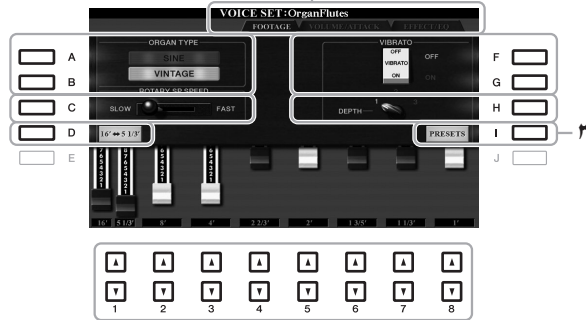 VOICE SET:OrganFlutes
FOOTAGE VOLUME/ATTACK EFFECT/EQ
ORGAN TYPE VIBRATO
A SINE OFF OFF F
VINTAGE VIBRATO
B ON ON G
ROTARY SP SPEED
C SLOW FAST DEPTH 1 3 H
D 16' ⇔ 5 1/3' PRESETS I
E J
16' 5 1/3' 8' 4' 2 2/3' 2' 1 3/5' 1 1/3' 1'
1 2 3 4 5 6 7 8